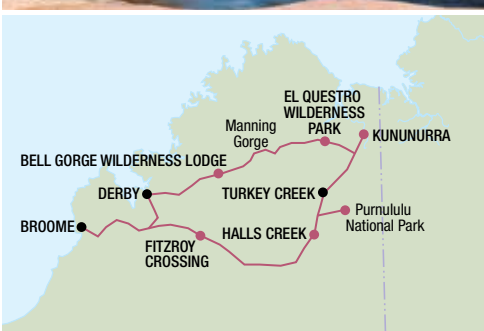 EL QUESTRO
WILDERNESS
PARK
Manning
Gorge
KUNUNURRA
BELL GORGE WILDERNESS LODGE
DERBY
TURKEY CREEK
Purnululu
National Park
BROOME
HALLS CREEK
FITZROY
CROSSING